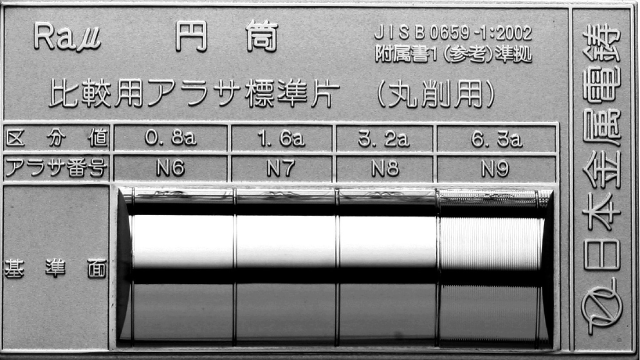 Raμ 円筒
JIS B 0659-1:2002
附属書1 (参考) 準拠
比較用アラサ標準片 (丸削用)
区分値 0.8a 1.6a 3.2a 6.3a
アラサ番号 N6 N7 N8 N9
基準面
日本金属電鋳